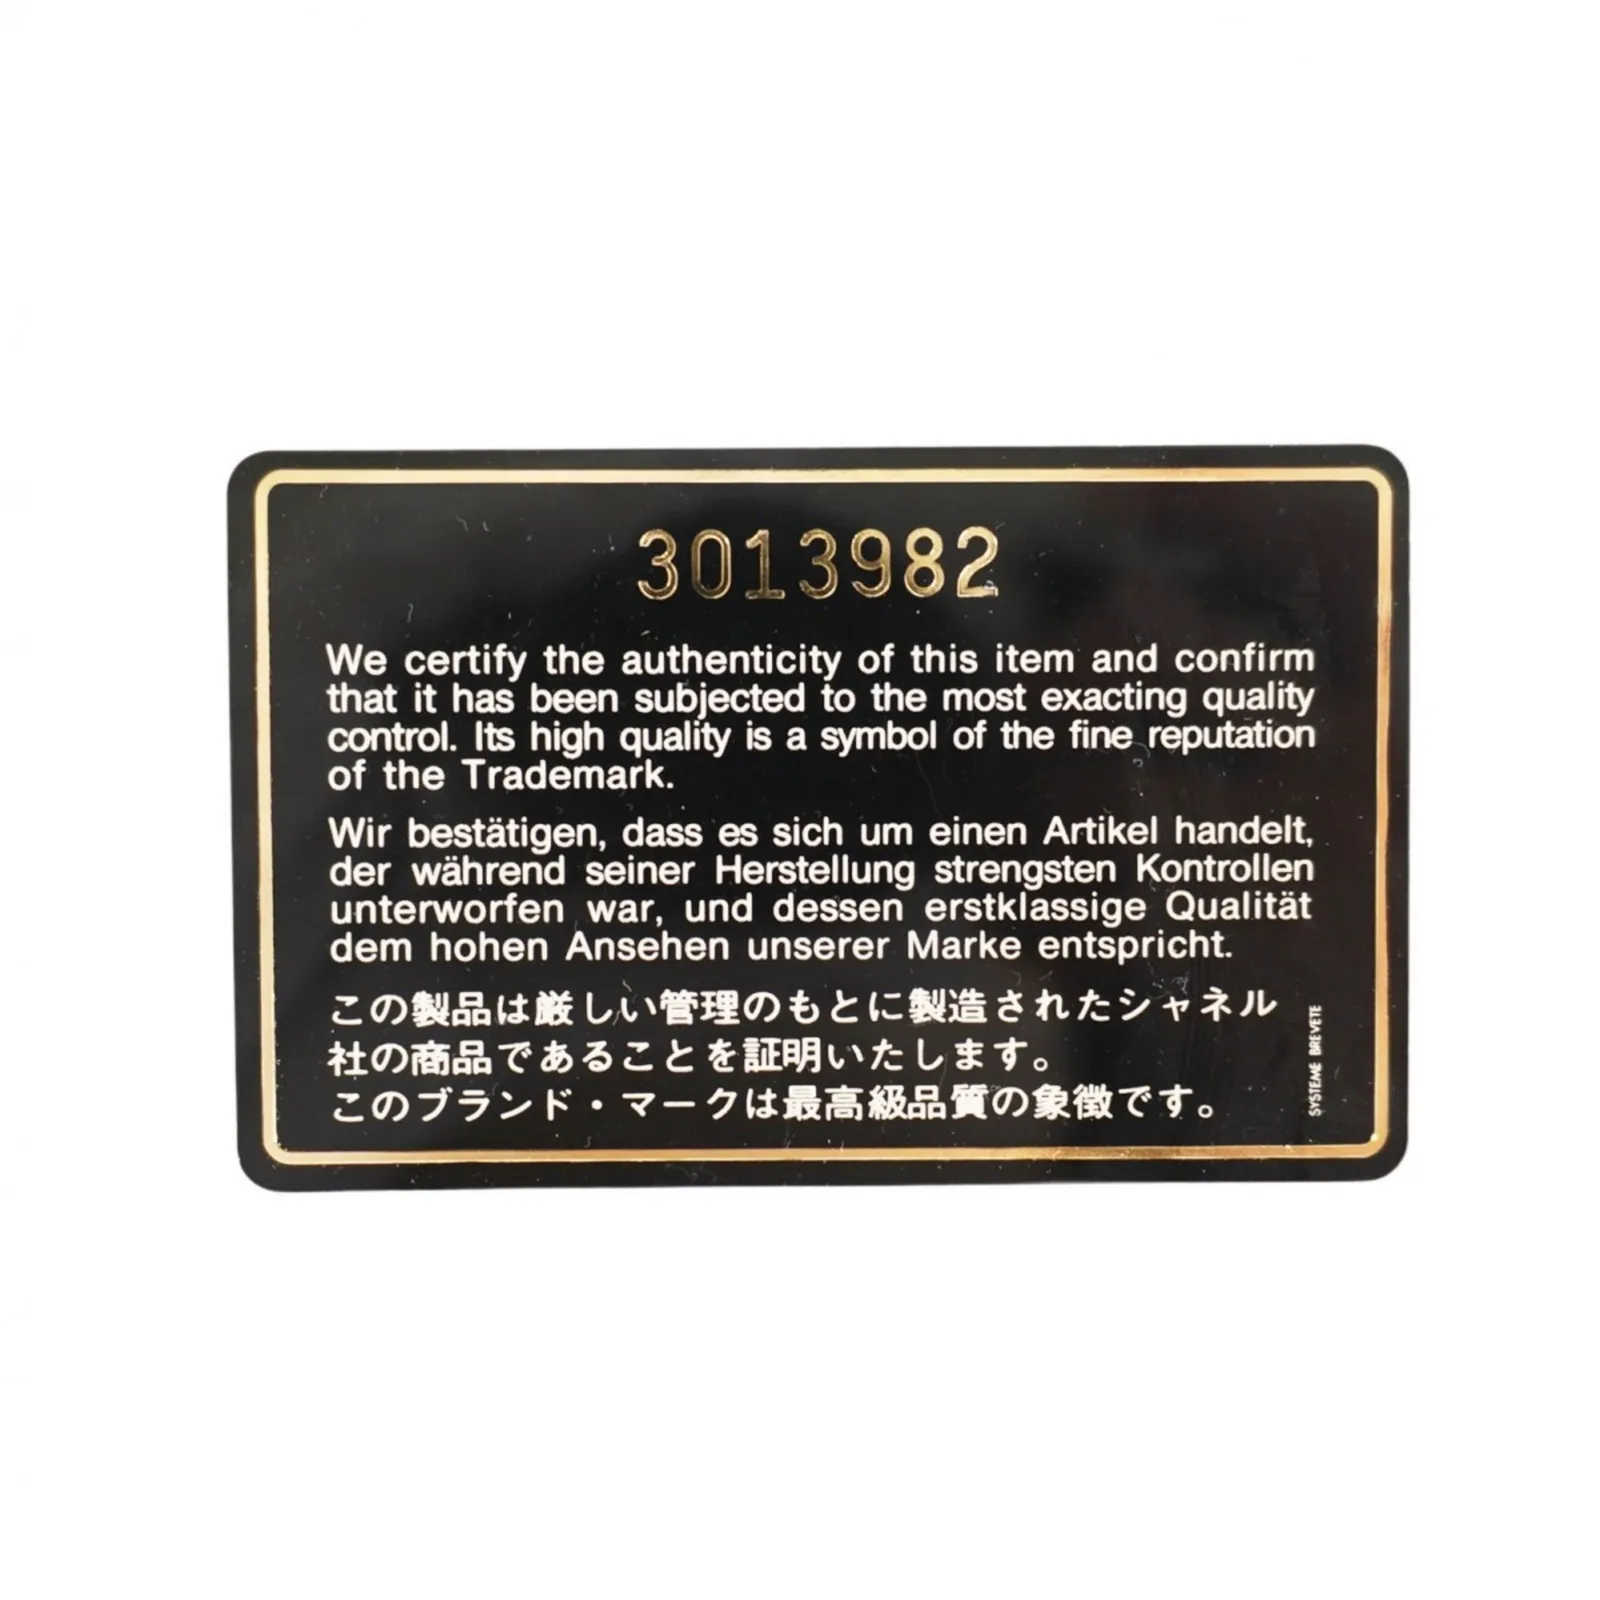 3013982
We certify the authenticity of this item and confirm
that it has been subjected to the most exacting quality
control. Its high quality is a symbol of the fine reputation
of the Trademark.
Wir bestätigen, dass es sich um einen Artikel handelt,
der während seiner Herstellung strengsten Kontrollen
unterworfen war, und dessen erstklassige Qualität
dem hohen Ansehen unserer Marke entspricht.
この製品は厳しい管理のもとに製造されたシャネル
社の商品であることを証明いたします。
このブランド・マークは最高級品質の象徴です。
SYSTEME BREVETE